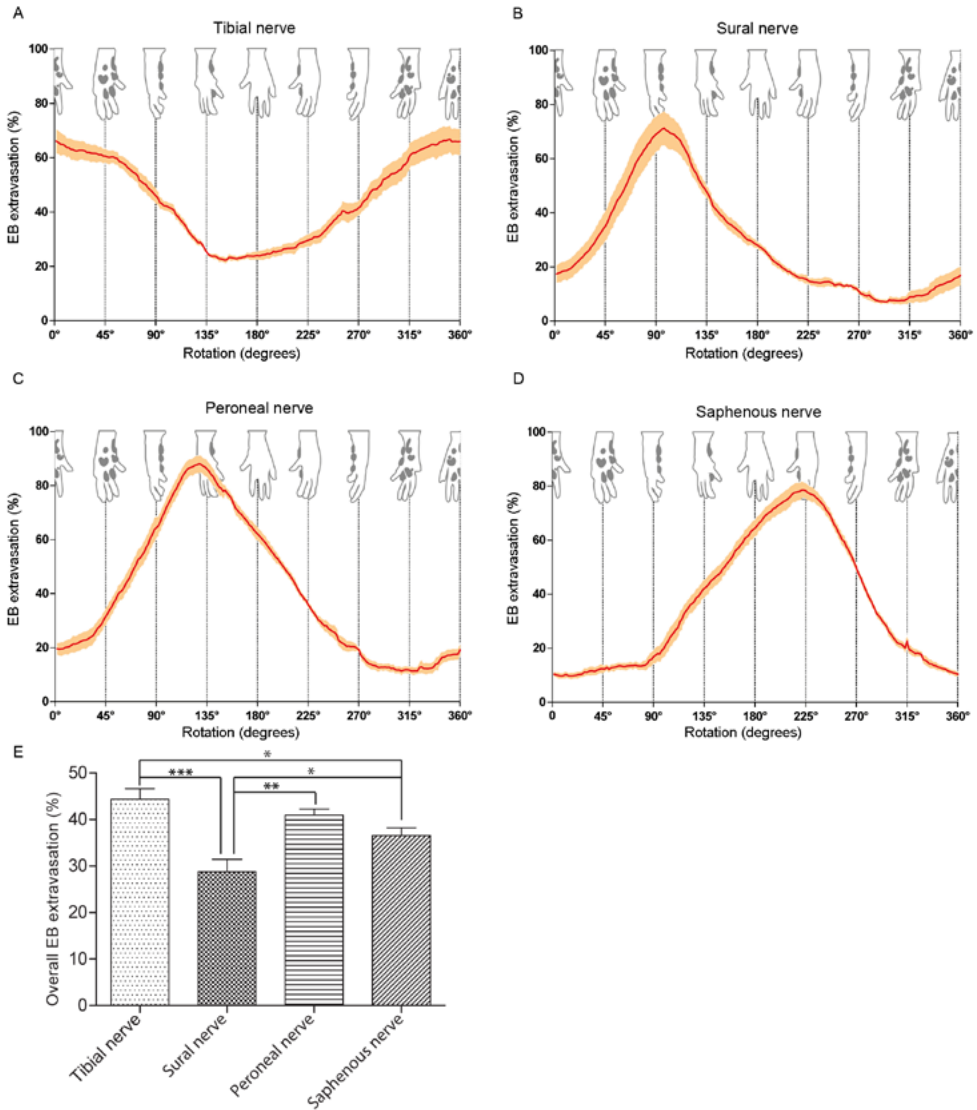 A
Tibial nerve
EB extravasation (%)
100
80
60
40
20
0
0° 45° 90° 135° 180° 225° 270° 315° 360°
Rotation (degrees)
B
Sural nerve
EB extravasation (%)
100
80
60
40
20
0
0° 45° 90° 135° 180° 225° 270° 315° 360°
Rotation (degrees)
C
Peroneal nerve
EB extravasation (%)
100
80
60
40
20
0
0° 45° 90° 135° 180° 225° 270° 315° 360°
Rotation (degrees)
D
Saphenous nerve
EB extravasation (%)
100
80
60
40
20
0
0° 45° 90° 135° 180° 225° 270° 315° 360°
Rotation (degrees)
E
Overall EB extravasation (%)
50
40
30
20
10
0
*
*** *
**
Tibial nerve
Sural nerve
Peroneal nerve
Saphenous nerve